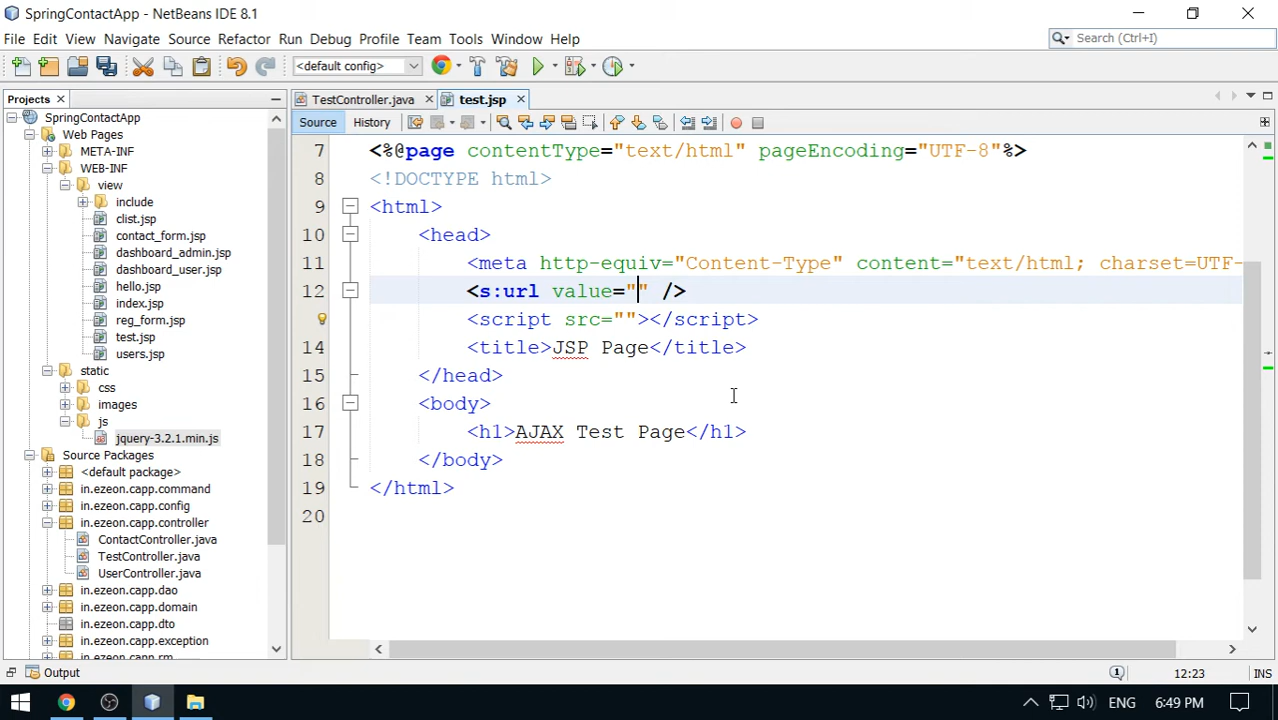 SpringContactApp - NetBeans IDE 8.1
File Edit View Navigate Source Refactor Run Debug Profile Team Tools Window Help
Search (Ctrl+I)
<default config>
Projects
TestController.java
test.jsp
Source History
SpringContactApp
Web Pages
META-INF
WEB-INF
view
include
clist.jsp
contact_form.jsp
dashboard_admin.jsp
dashboard_user.jsp
hello.jsp
index.jsp
reg_form.jsp
test.jsp
users.jsp
static
css
images
js
jquery-3.2.1.min.js
Source Packages
<default package>
in.ezeon.capp.command
in.ezeon.capp.config
in.ezeon.capp.controller
ContactController.java
TestController.java
UserController.java
in.ezeon.capp.dao
in.ezeon.capp.domain
in.ezeon.capp.dto
in.ezeon.capp.exception
in.ezeon.capp.rm
7 <%@page contentType="text/html" pageEncoding="UTF-8"%>
8 <!DOCTYPE html>
9 <html>
10 <head>
11 <meta http-equiv="Content-Type" content="text/html; charset=UTF-
12 <s:url value="" />
<script src=""></script>
14 <title>JSP Page</title>
15 </head>
16 <body>
17 <h1>AJAX Test Page</h1>
18 </body>
19 </html>
20
Output
1
12:23
INS
ENG
6:49 PM